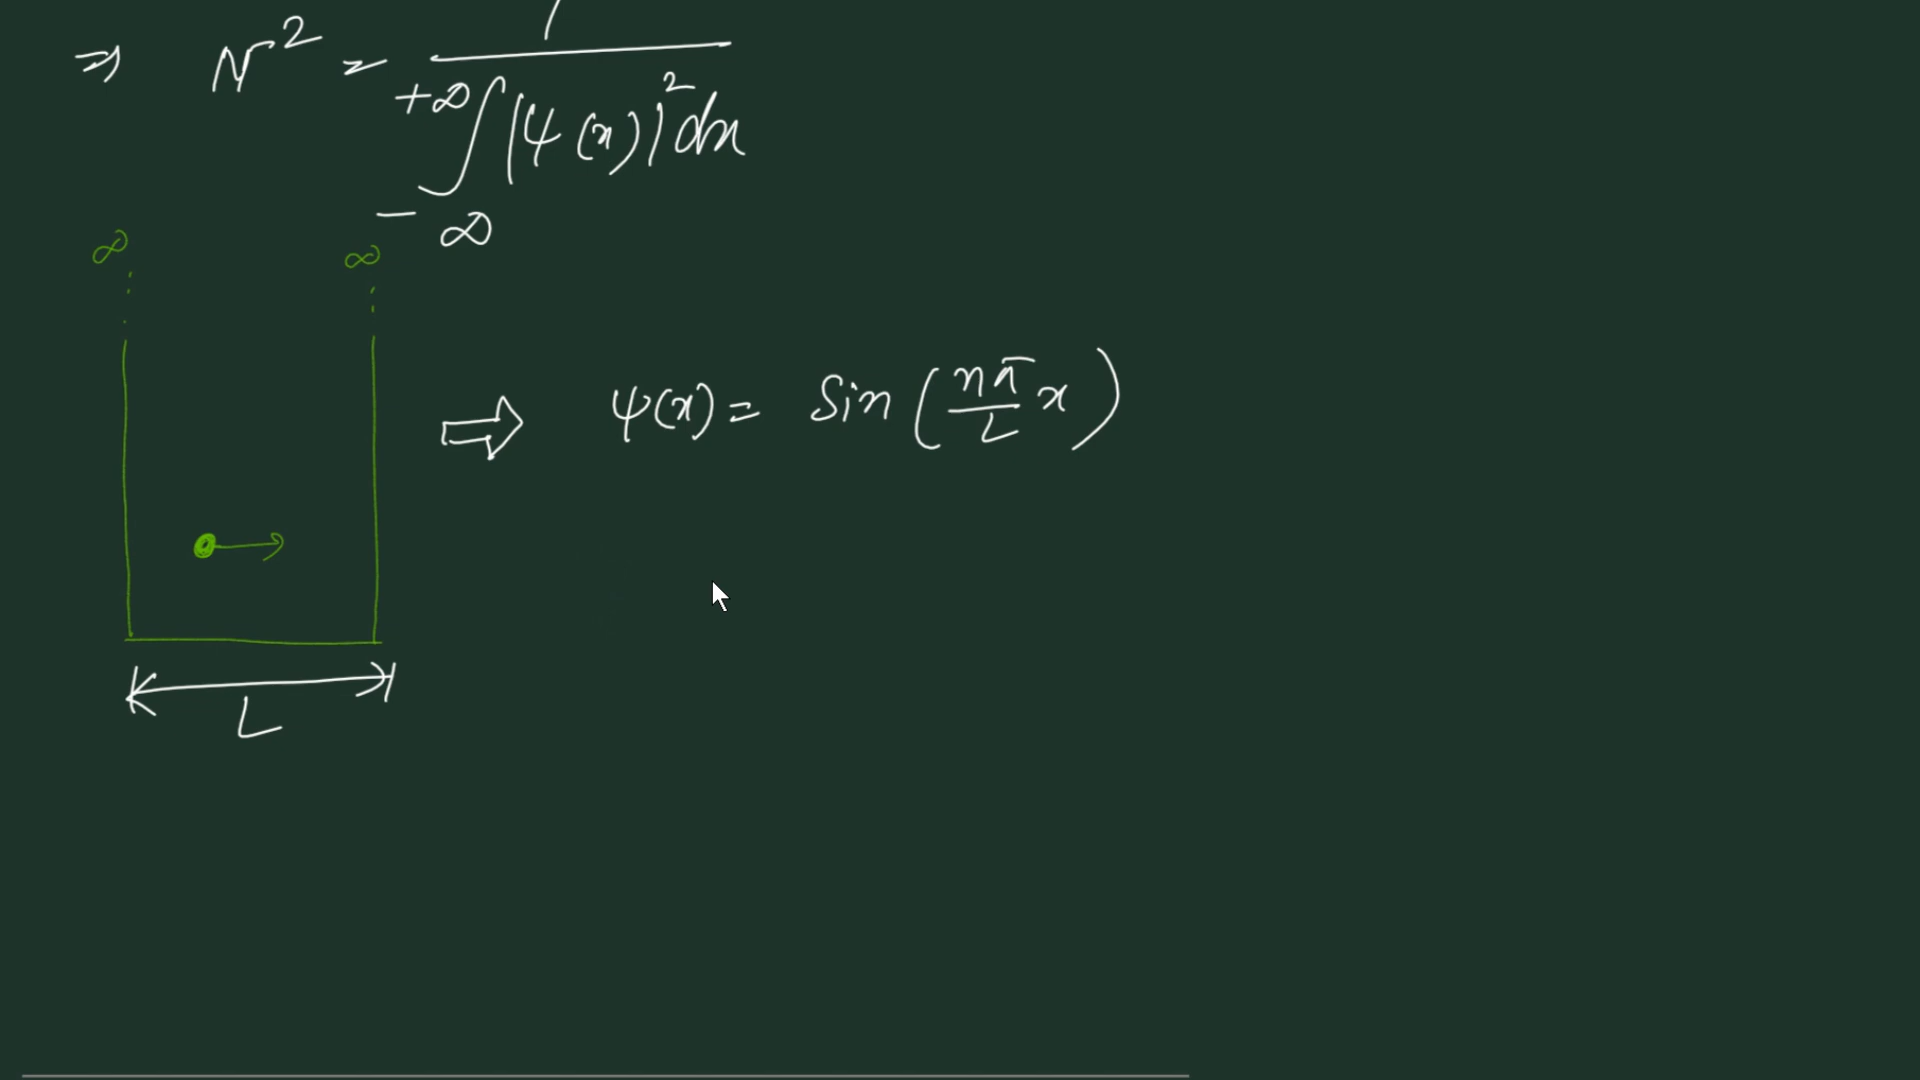 ⇒ N² = 1 / ∫_{-∞}^{+∞} |ψ(x)|² dx
∞ ∞
⇒ ψ(x) = Sin (nπ/L x)
L